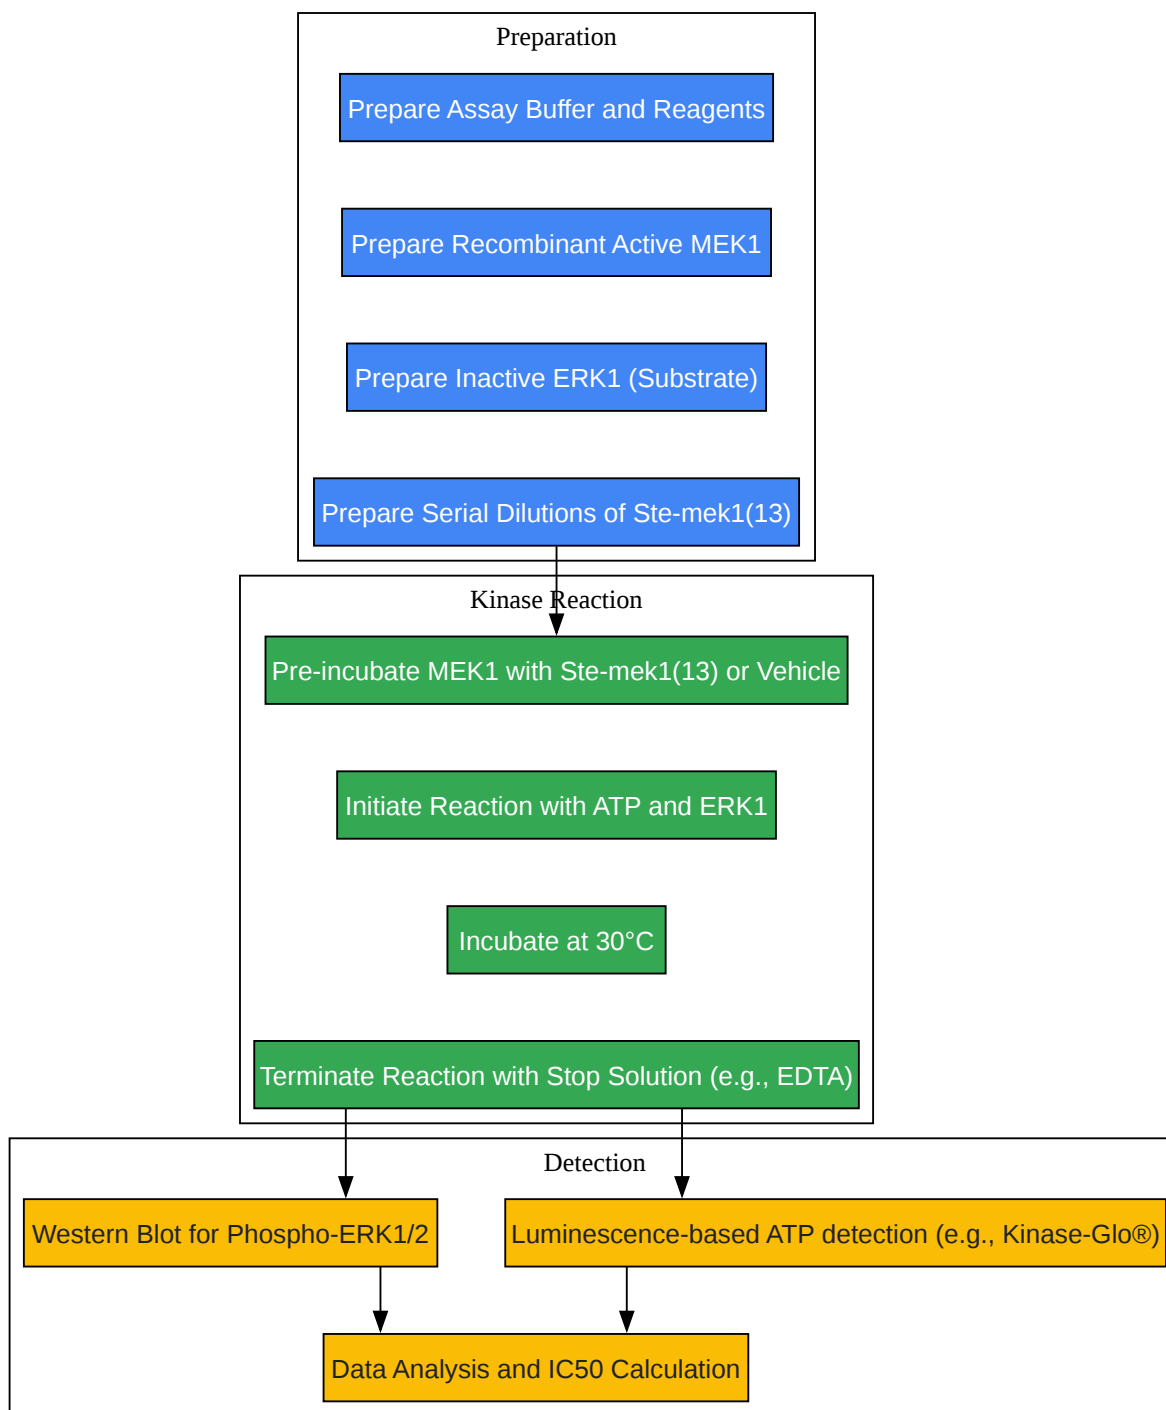 Preparation
Prepare Assay Buffer and Reagents
Prepare Recombinant Active MEK1
Prepare Inactive ERK1 (Substrate)
Prepare Serial Dilutions of Ste-mek1(13)
Kinase Reaction
Pre-incubate MEK1 with Ste-mek1(13) or Vehicle
Initiate Reaction with ATP and ERK1
Incubate at 30°C
Terminate Reaction with Stop Solution (e.g., EDTA)
Detection
Western Blot for Phospho-ERK1/2
Luminescence-based ATP detection (e.g., Kinase-Glo®)
Data Analysis and IC50 Calculation